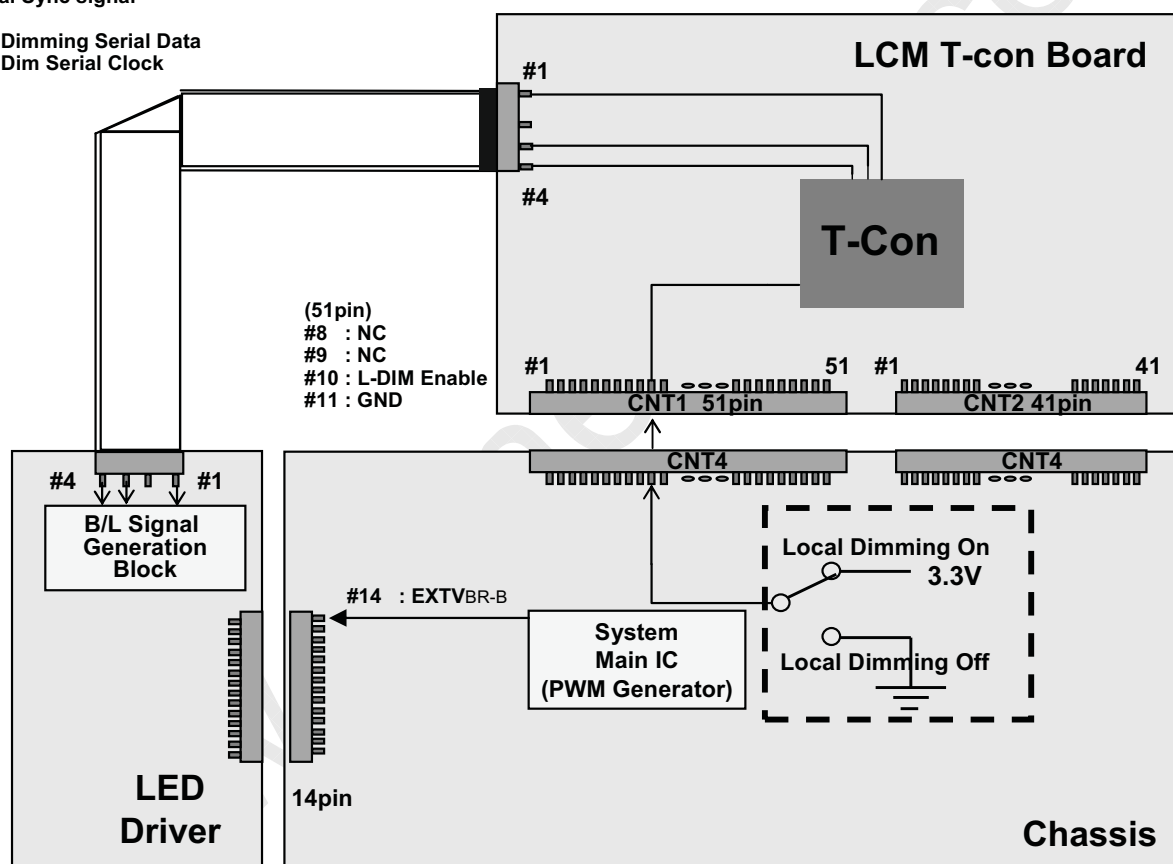 Sync signal
Dimming Serial Data
Dim Serial Clock
LCM T-con Board
#1
#4
T-Con
(51pin)
#8 : NC
#9 : NC
#10 : L-DIM Enable
#11 : GND
#1 51 #1 41
CNT1 51pin CNT2 41pin
CNT4 CNT4
#4 #1
B/L Signal
Generation
Block
Local Dimming On
3.3V
#14 : EXTVBR-B
System
Main IC
(PWM Generator)
Local Dimming Off
14pin
LED
Driver
Chassis